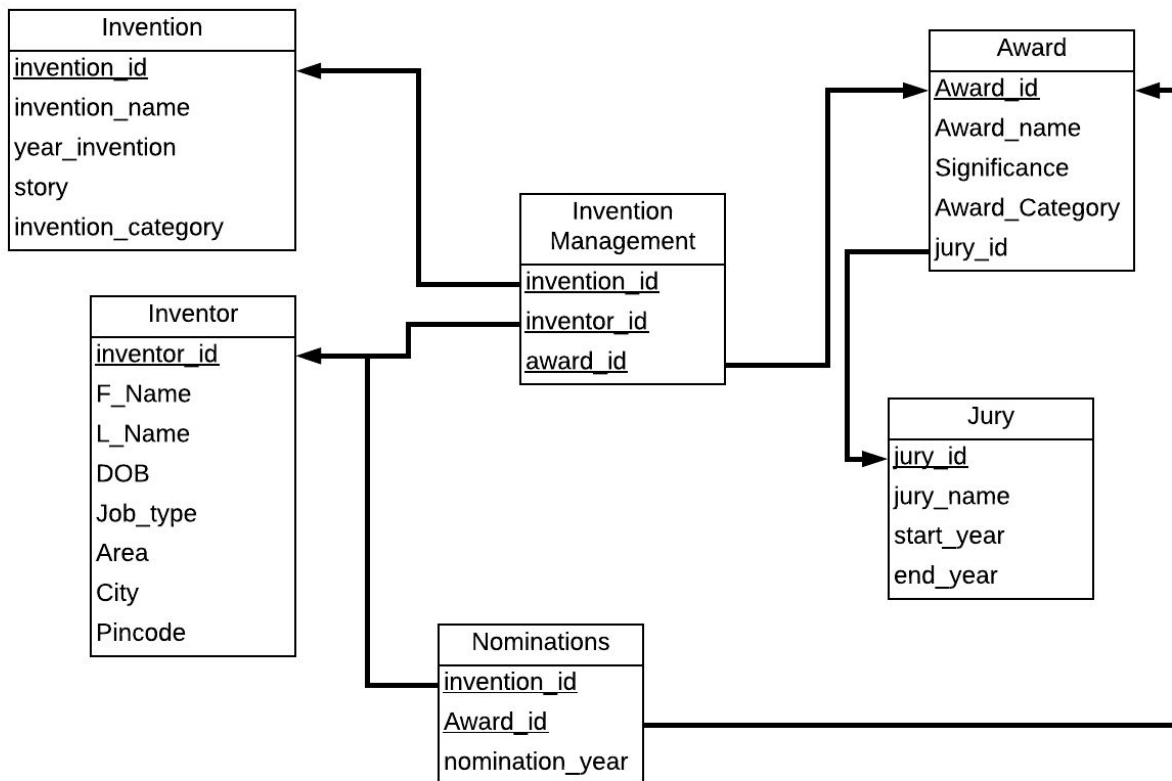 Invention
invention_id
invention_name
year_invention
story
invention_category
Award
Award_id
Award_name
Significance
Award_Category
jury_id
Invention
Management
invention_id
inventor_id
award_id
Inventor
inventor_id
F_Name
L_Name
DOB
Job_type
Area
City
Pincode
Jury
jury_id
jury_name
start_year
end_year
Nominations
invention_id
Award_id
nomination_year